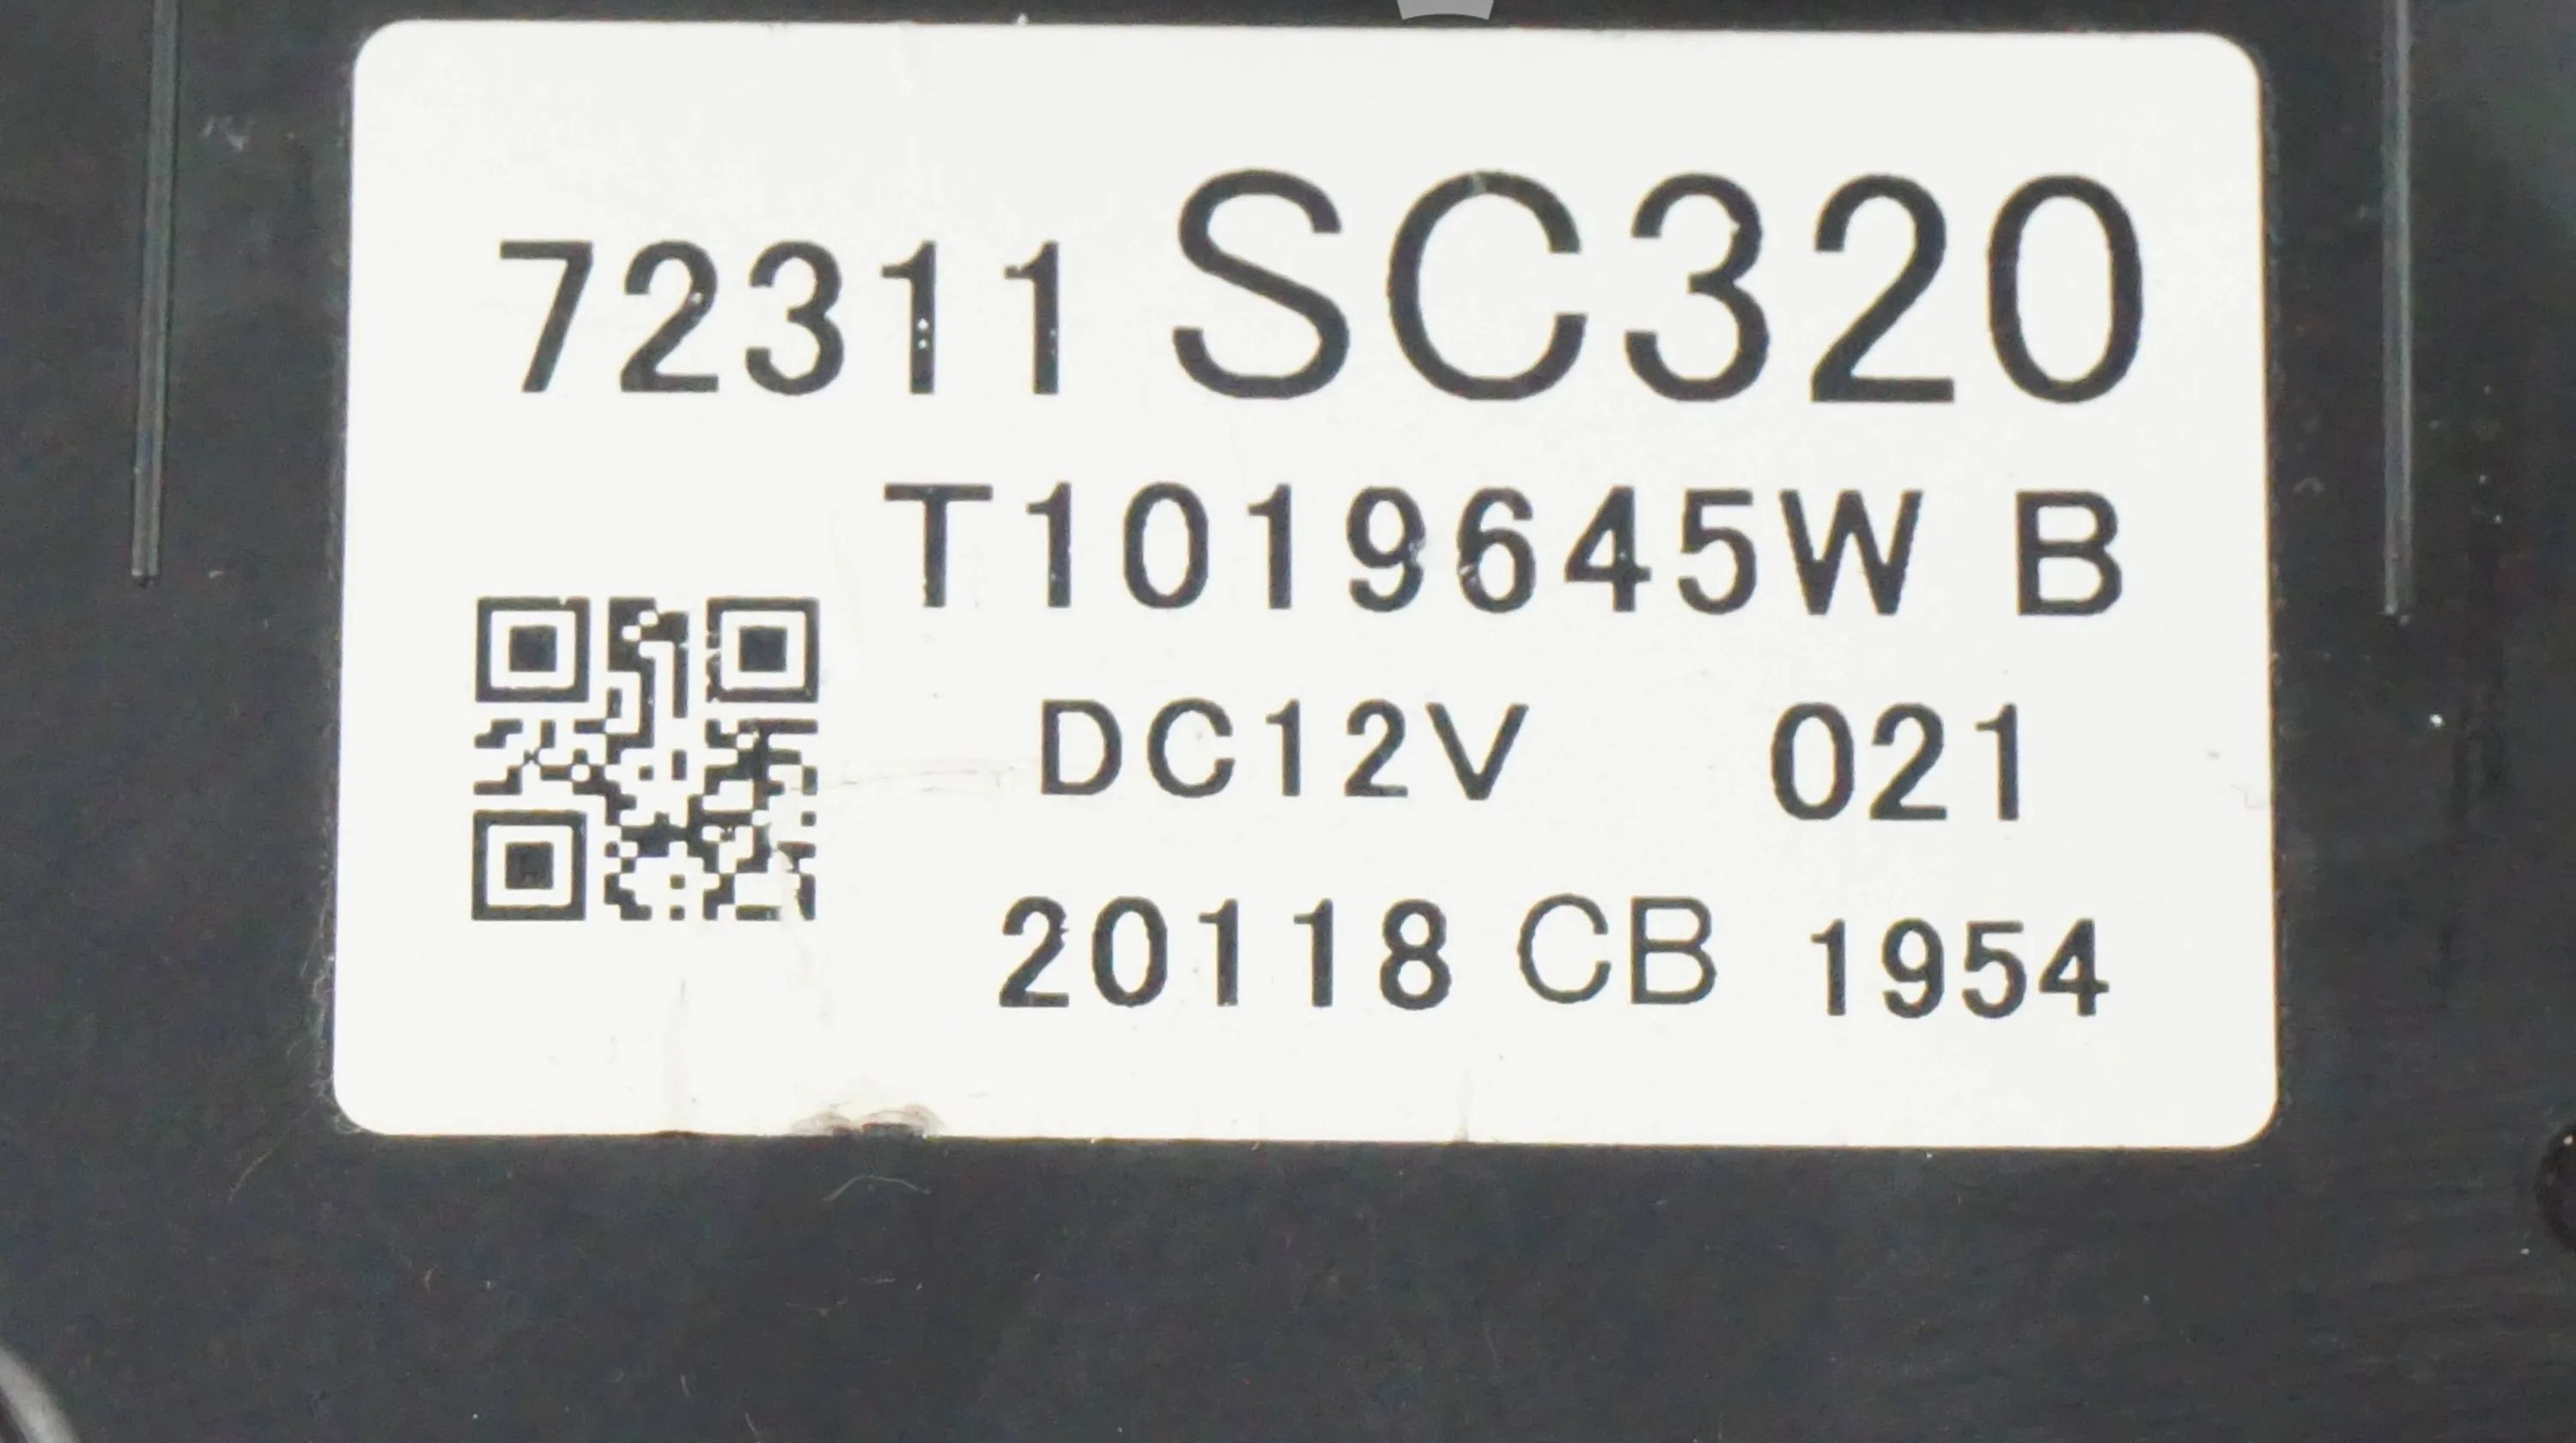 72311 SC320
T1019645W B
DC12V 021
20118 CB 1954